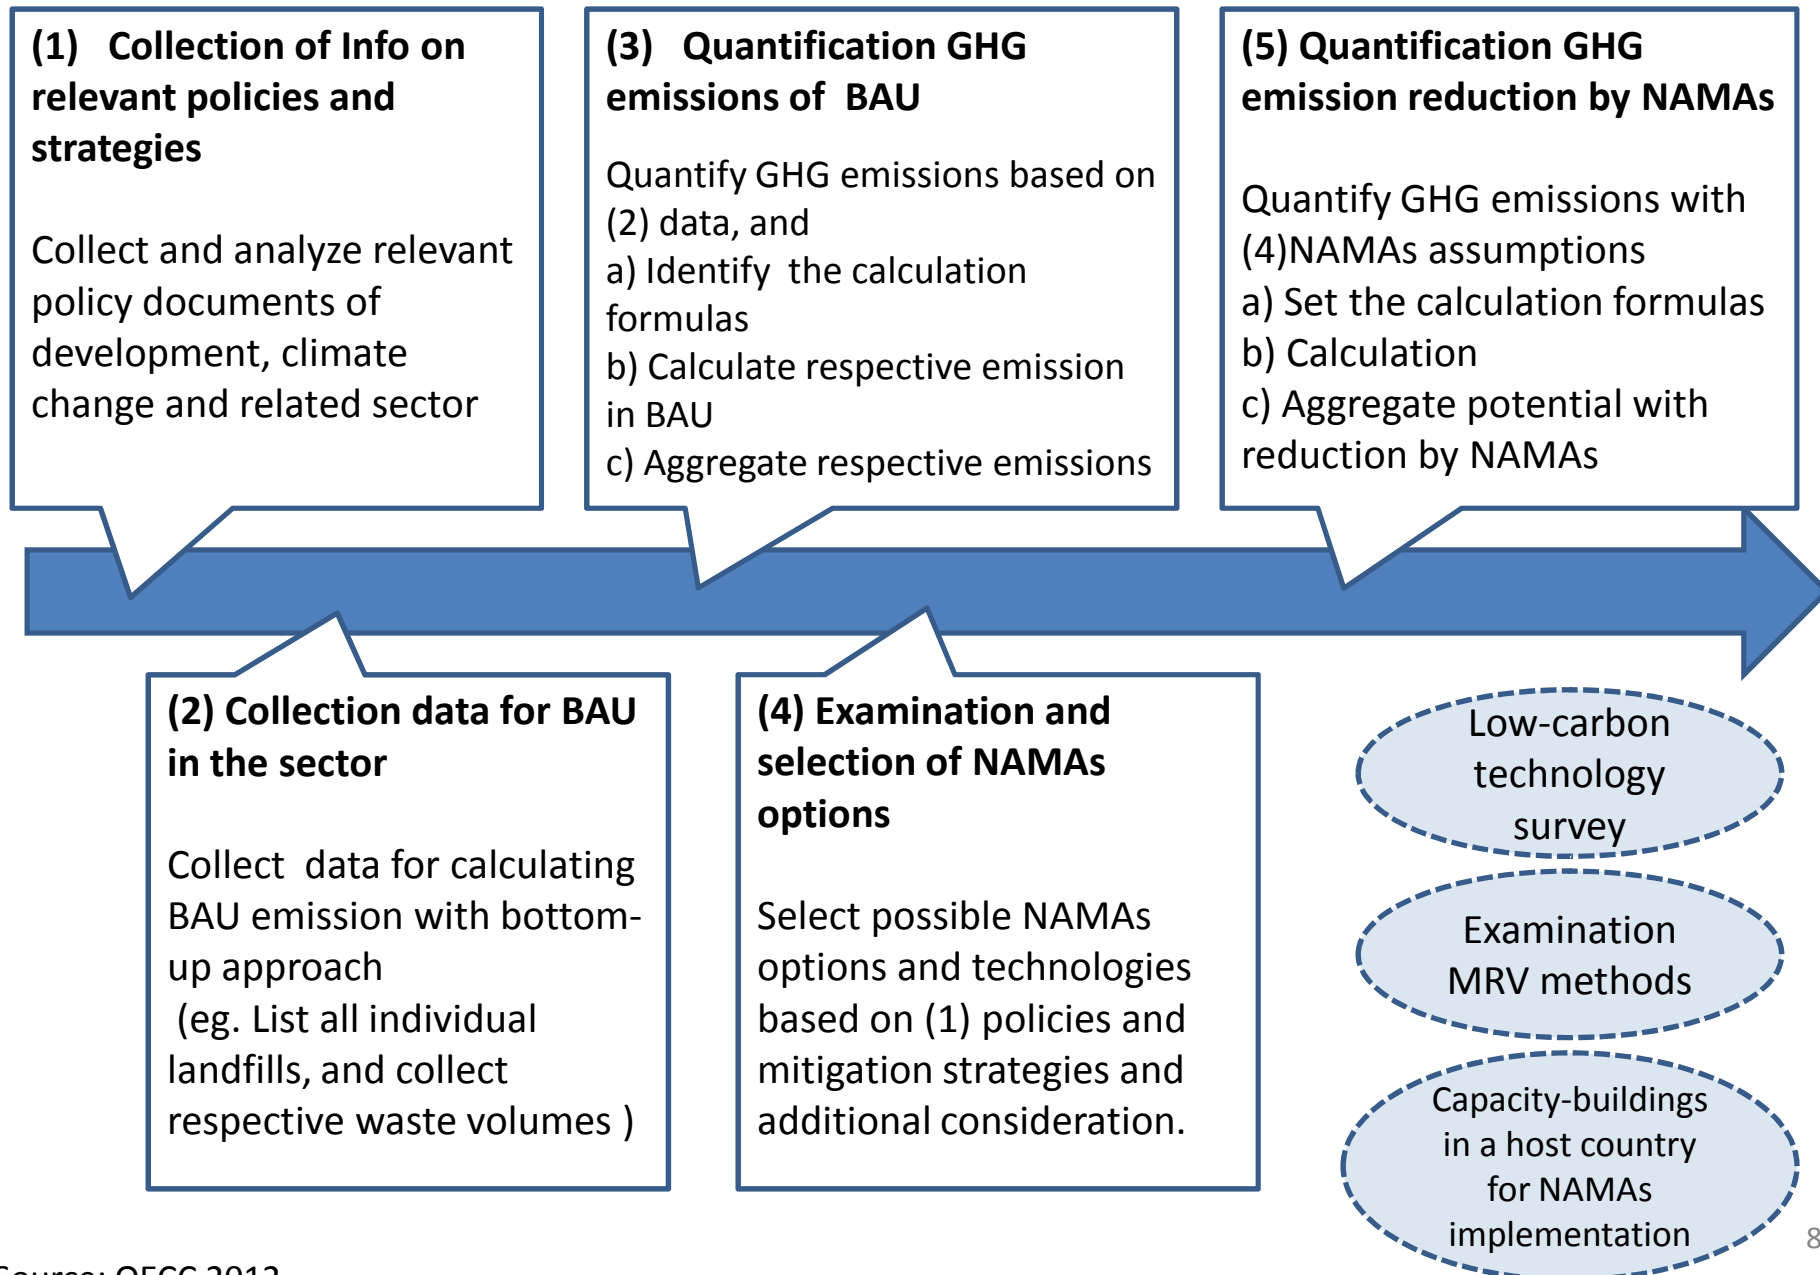 (1) Collection of Info on
relevant policies and
strategies
Collect and analyze relevant
policy documents of
development, climate
change and related sector
(3) Quantification GHG
emissions of BAU
Quantify GHG emissions based on
(2) data, and
a) Identify the calculation
formulas
b) Calculate respective emission
in BAU
c) Aggregate respective emissions
(5) Quantification GHG
emission reduction by NAMAs
Quantify GHG emissions with
(4)NAMAs assumptions
a) Set the calculation formulas
b) Calculation
c) Aggregate potential with
reduction by NAMAs
(2) Collection data for BAU
in the sector
Collect data for calculating
BAU emission with bottom-
up approach
(eg. List all individual
landfills, and collect
respective waste volumes )
(4) Examination and
selection of NAMAs
options
Select possible NAMAs
options and technologies
based on (1) policies and
mitigation strategies and
additional consideration.
Low-carbon
technology
survey
Examination
MRV methods
Capacity-buildings
in a host country
for NAMAs
implementation
8